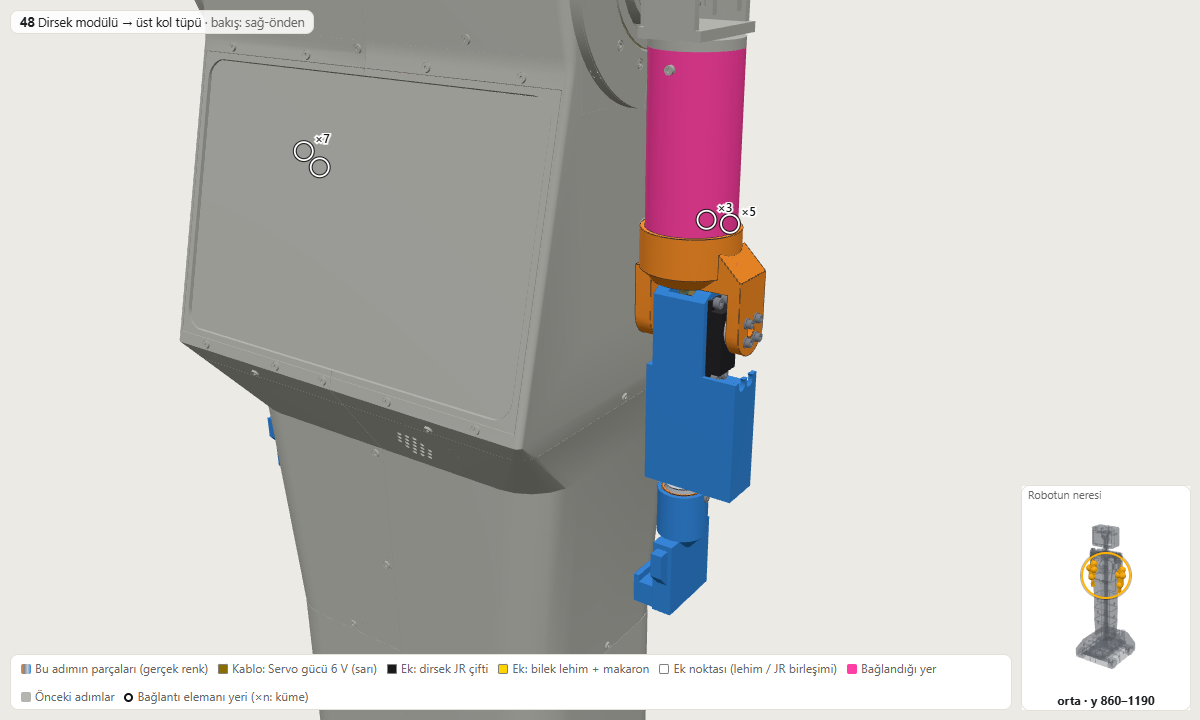 48 Dirsek modülü → üst kol tüpü · bakış: sağ-önden
×7
×3
×5
Robotun neresi
orta · y 860–1190
Bu adımın parçaları (gerçek renk)
Kablo: Servo gücü 6 V (sarı)
Ek: dirsek JR çifti
Ek: bilek lehim + makaron
Ek noktası (lehim / JR birleşimi)
Bağlandığı yer
Önceki adımlar
Bağlantı elemanı yeri (×n: küme)